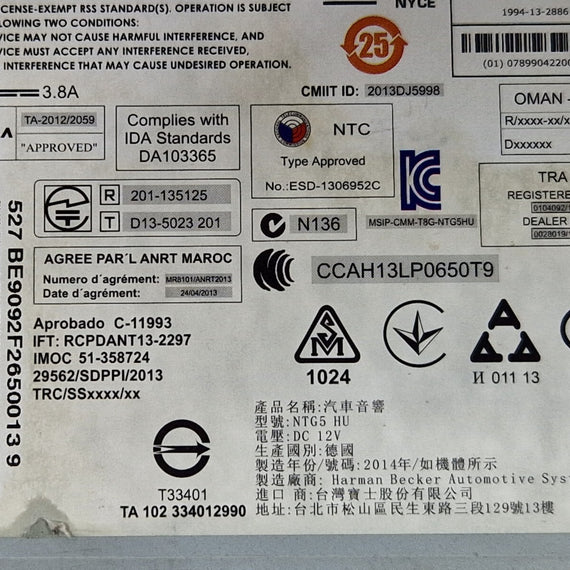 CENSE-EXEMPT RSS STANDARD(S). OPERATION IS SUBJECT
LOWING TWO CONDITIONS:
VICE MAY NOT CAUSE HARMFUL INTERFERENCE, AND
VICE MUST ACCEPT ANY INTERFERENCE RECEIVED,
INTERFERENCE THAT MAY CAUSE UNDESIRED OPERATION.
NYCE
25
1994-13-2886
(01) 0789904220
3.8A
CMIIT ID: 2013DJ5998
TA-2012/2059
"APPROVED"
Complies with
IDA Standards
DA103365
NTC
Type Approved
No.:ESD-1306952C
MSIP-CMM-T8G-NTG5HU
OMAN -
R/xxxx-xx/x
Dxxxxxx
TRA
REGISTERE
0104092/1
DEALER
0028019/1
R 201-135125
T D13-5023 201
N136
AGREE PAR´L ANRT MAROC
Numero d´agrément: MR8101/ANRT2013
Date d´agrément: 24/04/2013
CCAH13LP0650T9
527 BE9092F26500013 9
Aprobado C-11993
IFT: RCPDANT13-2297
IMOC 51-358724
29562/SDPPI/2013
TRC/SSxxxx/xx
SM
1024
И 011 13
T33401
TA 102 334012990
產品名稱:汽車音響
型號:NTG5 HU
電壓:DC 12V
生產國別:德國
製造年份/號碼:2014年/如機體所示
製造廠商: Harman Becker Automotive Sys
進口商:台灣賓士股份有限公司
地址:台北市松山區民生東路三段129號13樓